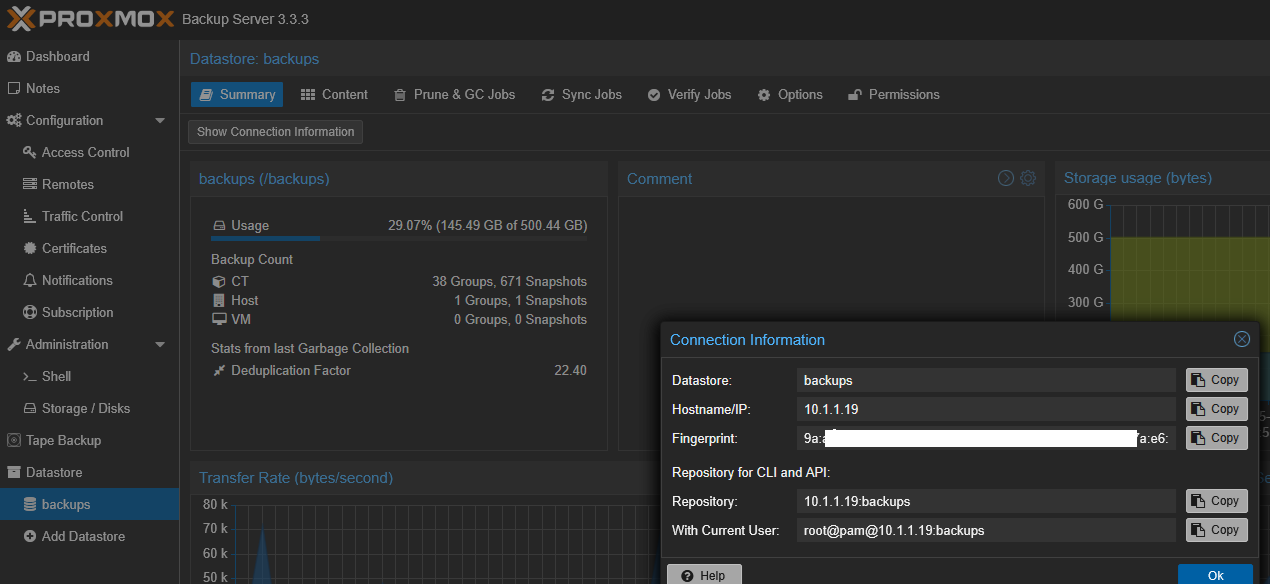 PROXMOX Backup Server 3.3.3
Dashboard
Notes
Configuration
Access Control
Remotes
Traffic Control
Certificates
Notifications
Subscription
Administration
Shell
Storage / Disks
Tape Backup
Datastore
backups
Add Datastore
Datastore: backups
Summary Content Prune & GC Jobs Sync Jobs Verify Jobs Options Permissions
Show Connection Information
backups (/backups)
Usage 29.07% (145.49 GB of 500.44 GB)
Backup Count
CT 38 Groups, 671 Snapshots
Host 1 Groups, 1 Snapshots
VM 0 Groups, 0 Snapshots
Stats from last Garbage Collection
Deduplication Factor 22.40
Comment
Storage usage (bytes)
600 G
500 G
400 G
300 G
Transfer Rate (bytes/second)
80 k
70 k
60 k
50 k
Connection Information
Datastore: backups Copy
Hostname/IP: 10.1.1.19 Copy
Fingerprint: 9a: a:e6: Copy
Repository for CLI and API:
Repository: 10.1.1.19:backups Copy
With Current User: root@pam@10.1.1.19:backups Copy
Help Ok